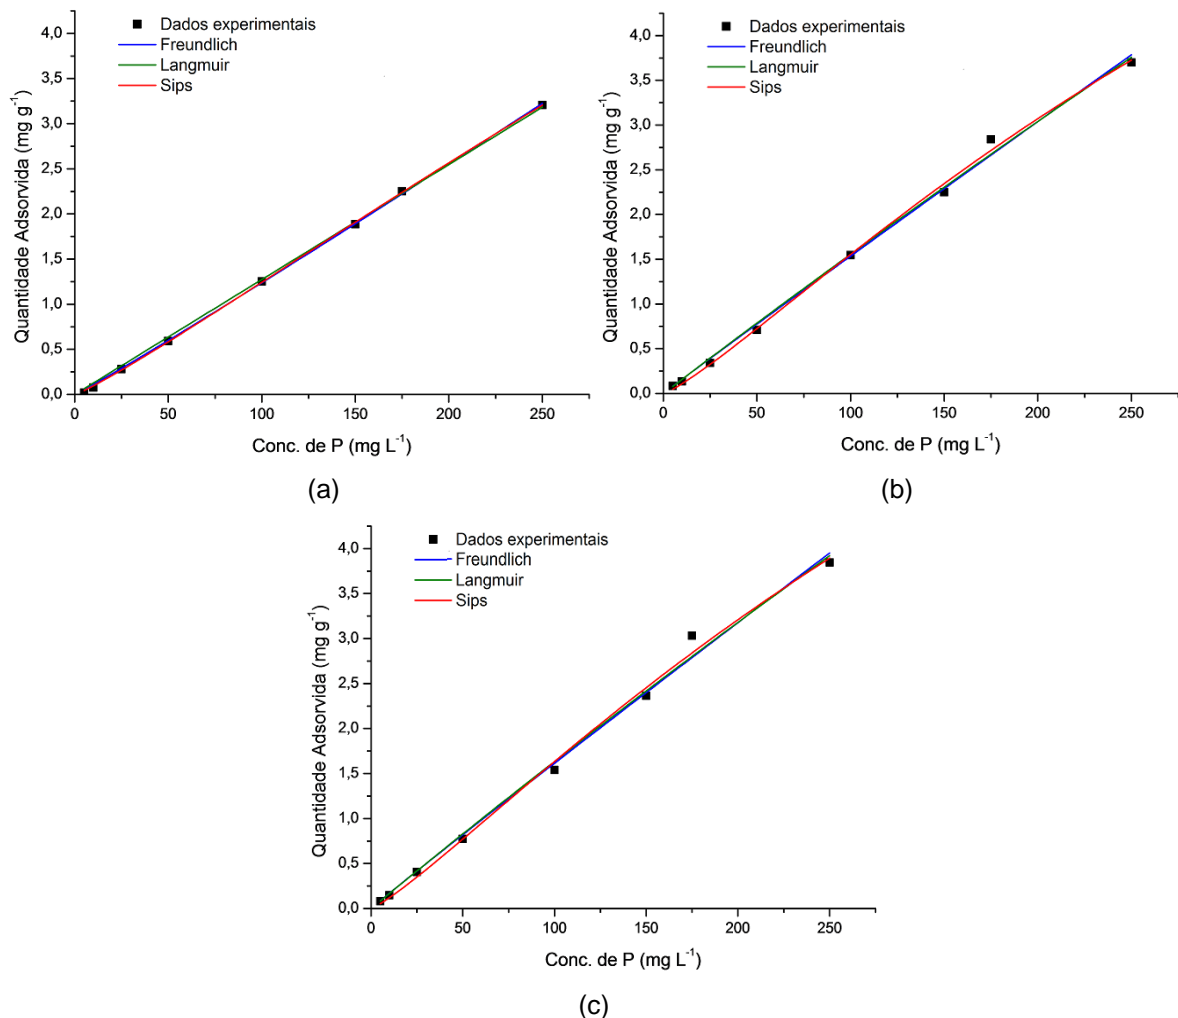 4,0
3,5
3,0
2,5
2,0
1,5
1,0
0,5
0,0
Quantidade Adsorvida (mg g⁻¹)
Dados experimentais
Freundlich
Langmuir
Sips
0 50 100 150 200 250
Conc. de P (mg L⁻¹)
(a)
4,0
3,5
3,0
2,5
2,0
1,5
1,0
0,5
0,0
Quantidade Adsorvida (mg g⁻¹)
Dados experimentais
Freundlich
Langmuir
Sips
0 50 100 150 200 250
Conc. de P (mg L⁻¹)
(b)
4,0
3,5
3,0
2,5
2,0
1,5
1,0
0,5
0,0
Quantidade Adsorvida (mg g⁻¹)
Dados experimentais
Freundlich
Langmuir
Sips
0 50 100 150 200 250
Conc. de P (mg L⁻¹)
(c)